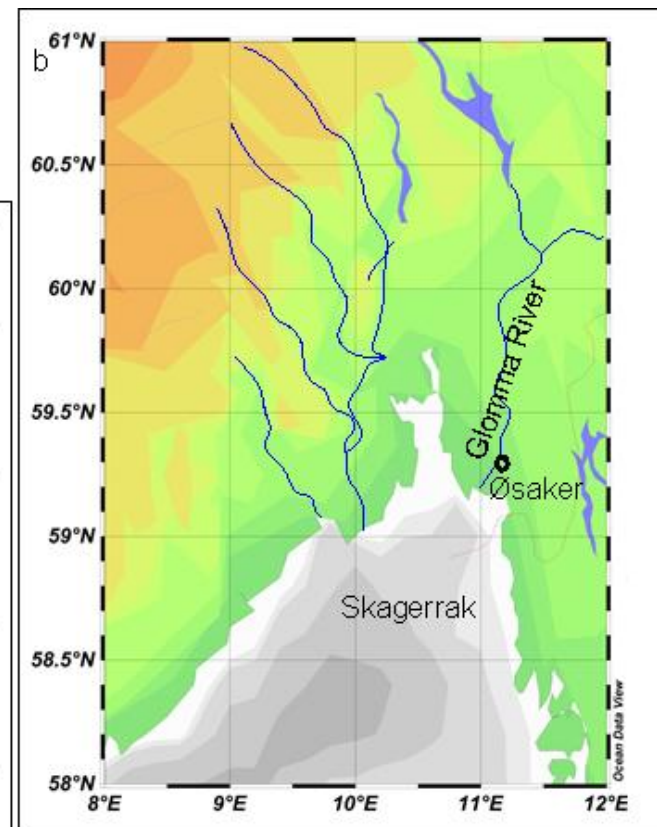 b
61°N
60.5°N
60°N
59.5°N
59°N
58.5°N
58°N
Glomma River
Øsaker
Skagerrak
Ocean Data View
8°E
9°E
10°E
11°E
12°E